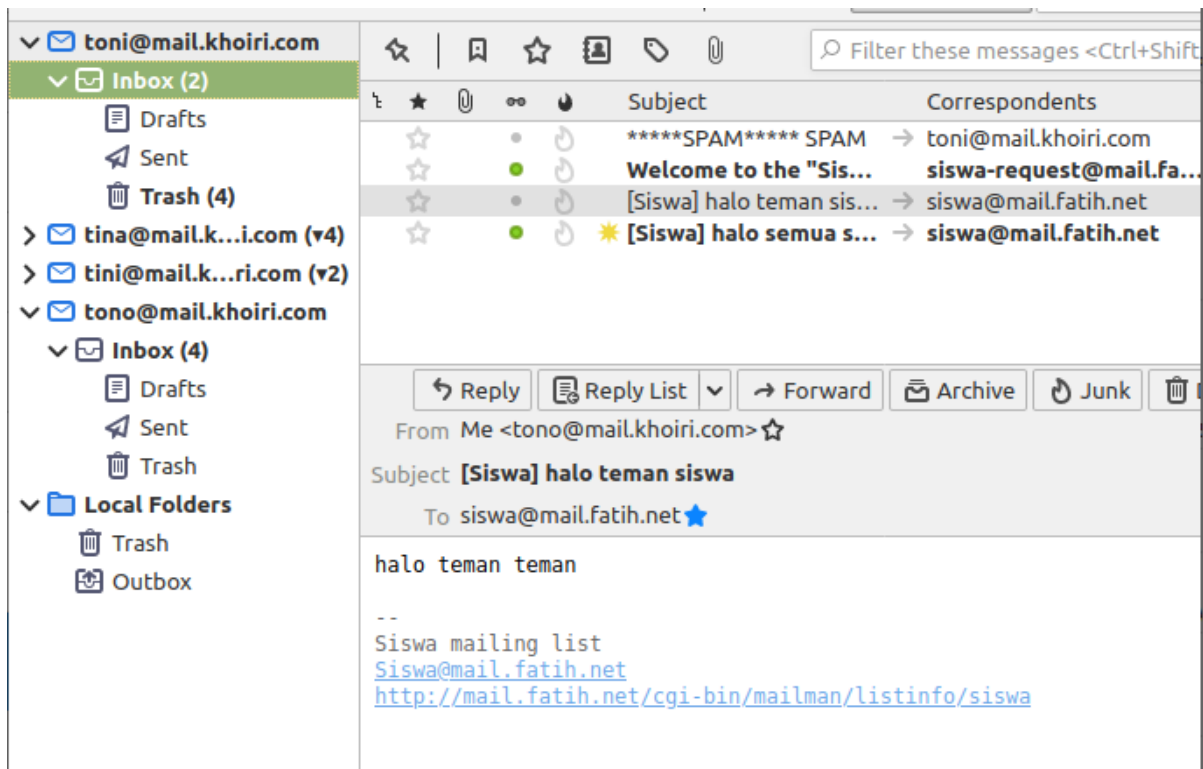 toni@mail.khoiri.com
Inbox (2)
Drafts
Sent
Trash (4)
tina@mail.k...i.com (▾4)
tini@mail.k...ri.com (▾2)
tono@mail.khoiri.com
Inbox (4)
Drafts
Sent
Trash
Local Folders
Trash
Outbox
Filter these messages <Ctrl+Shift
Subject Correspondents
*****SPAM***** SPAM → toni@mail.khoiri.com
Welcome to the "Sis... siswa-request@mail.fa...
[Siswa] halo teman sis... → siswa@mail.fatih.net
[Siswa] halo semua s... → siswa@mail.fatih.net
Reply Reply List Forward Archive Junk
From Me <tono@mail.khoiri.com>
Subject [Siswa] halo teman siswa
To siswa@mail.fatih.net
halo teman teman
--
Siswa mailing list
Siswa@mail.fatih.net
http://mail.fatih.net/cgi-bin/mailman/listinfo/siswa